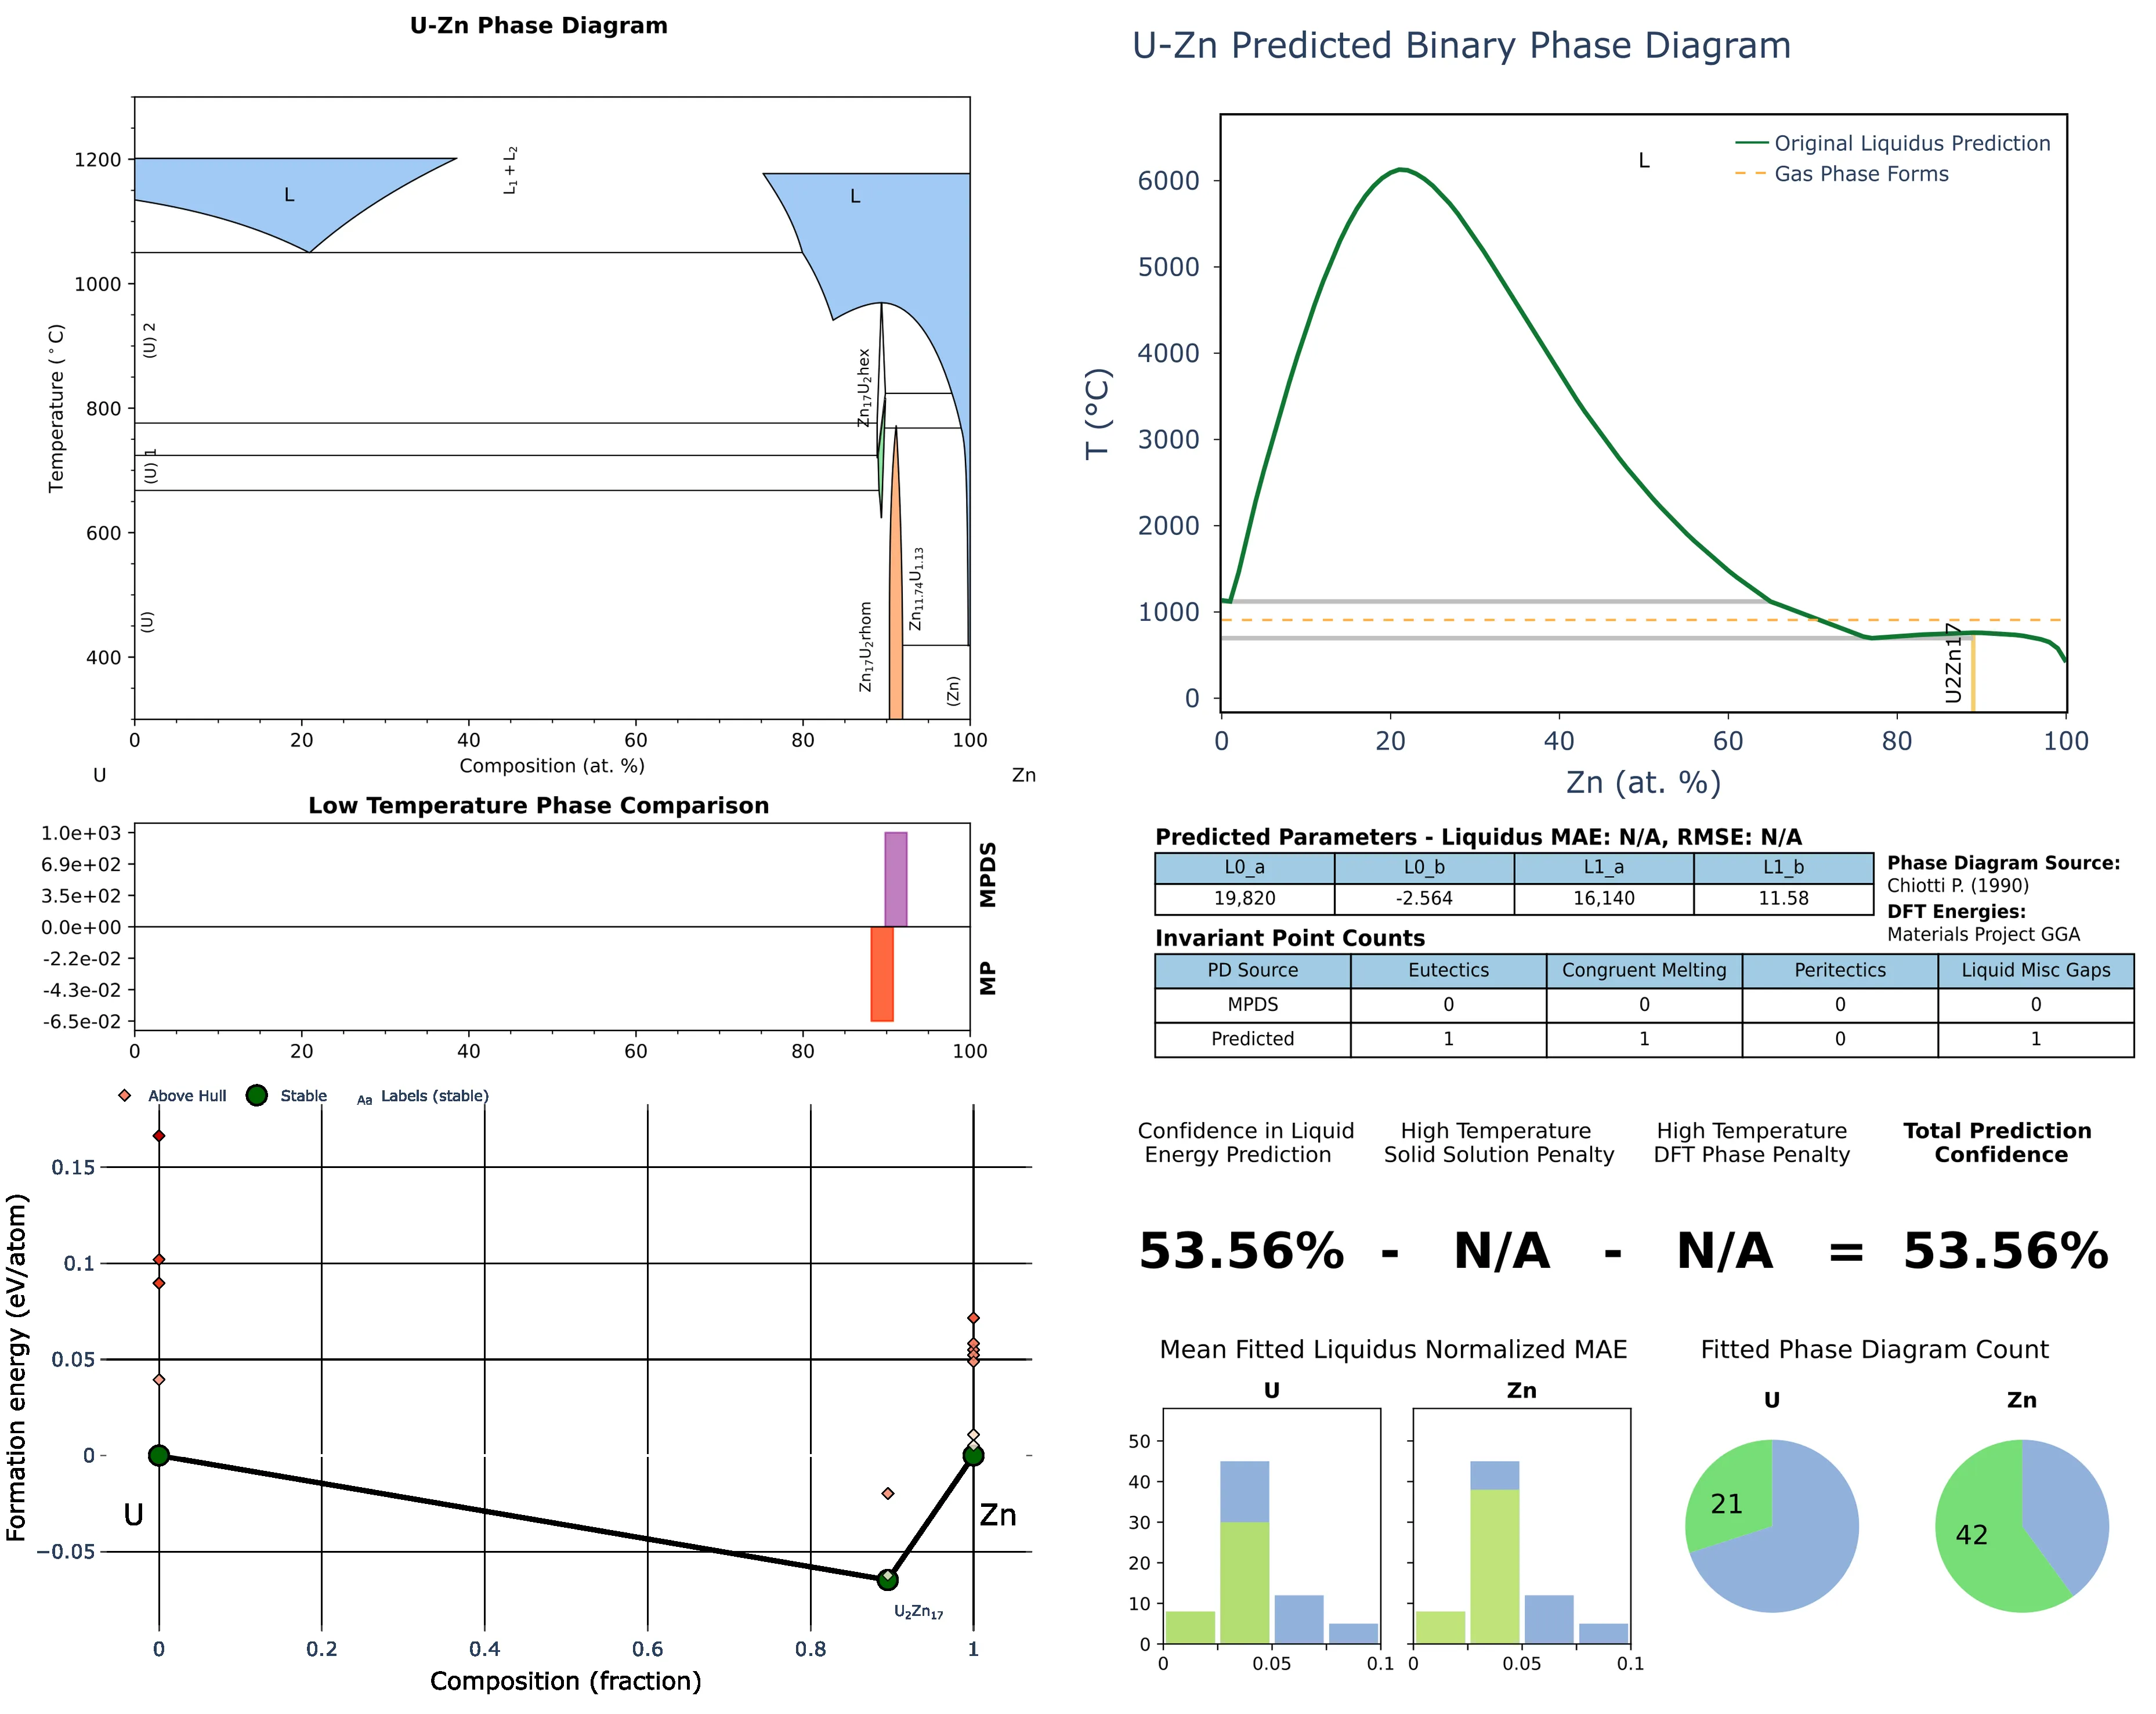 U-Zn Phase Diagram
1200
1000
800
600
400
Temperature (°C)
L
L1 + L2
L
(U) 2
(U) 1
(U)
Zn17U2hex
Zn17U2rhom
Zn11.74U1.13
(Zn)
0 20 40 60 80 100
Composition (at. %)
U Zn
Low Temperature Phase Comparison
1.0e+03
6.9e+02
3.5e+02
0.0e+00
-2.2e-02
-4.3e-02
-6.5e-02
MPDS
MP
0 20 40 60 80 100
Above Hull Stable Aa Labels (stable)
0.15
0.1
0.05
0
−0.05
Formation energy (eV/atom)
U
Zn
U2Zn17
0 0.2 0.4 0.6 0.8 1
Composition (fraction)
U-Zn Predicted Binary Phase Diagram
L
Original Liquidus Prediction
Gas Phase Forms
6000
5000
4000
3000
2000
1000
0
T (°C)
U2Zn17
0 20 40 60 80 100
Zn (at. %)
Predicted Parameters - Liquidus MAE: N/A, RMSE: N/A
L0_a L0_b L1_a L1_b
19,820 -2.564 16,140 11.58
Phase Diagram Source:
Chiotti P. (1990)
DFT Energies:
Materials Project GGA
Invariant Point Counts
PD Source Eutectics Congruent Melting Peritectics Liquid Misc Gaps
MPDS 0 0 0 0
Predicted 1 1 0 1
Confidence in Liquid Energy Prediction
High Temperature Solid Solution Penalty
High Temperature DFT Phase Penalty
Total Prediction Confidence
53.56% - N/A - N/A = 53.56%
Mean Fitted Liquidus Normalized MAE
U
Zn
50
40
30
20
10
0
0 0.05 0.1
0 0.05 0.1
Fitted Phase Diagram Count
U
21
Zn
42